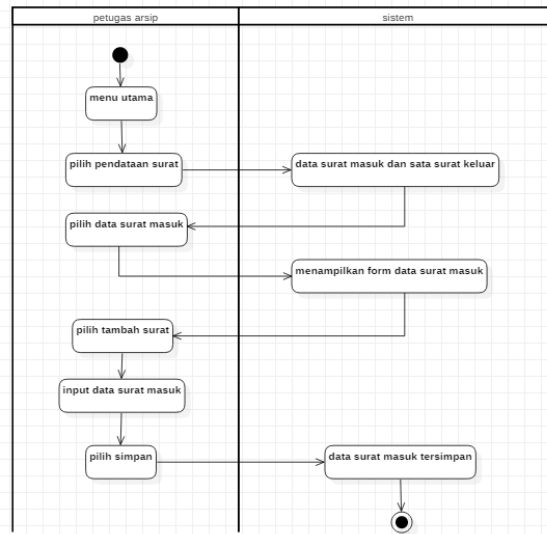 petugas arsip
sistem
menu utama
pilih pendataan surat
data surat masuk dan sata surat keluar
pilih data surat masuk
menampilkan form data surat masuk
pilih tambah surat
input data surat masuk
pilih simpan
data surat masuk tersimpan